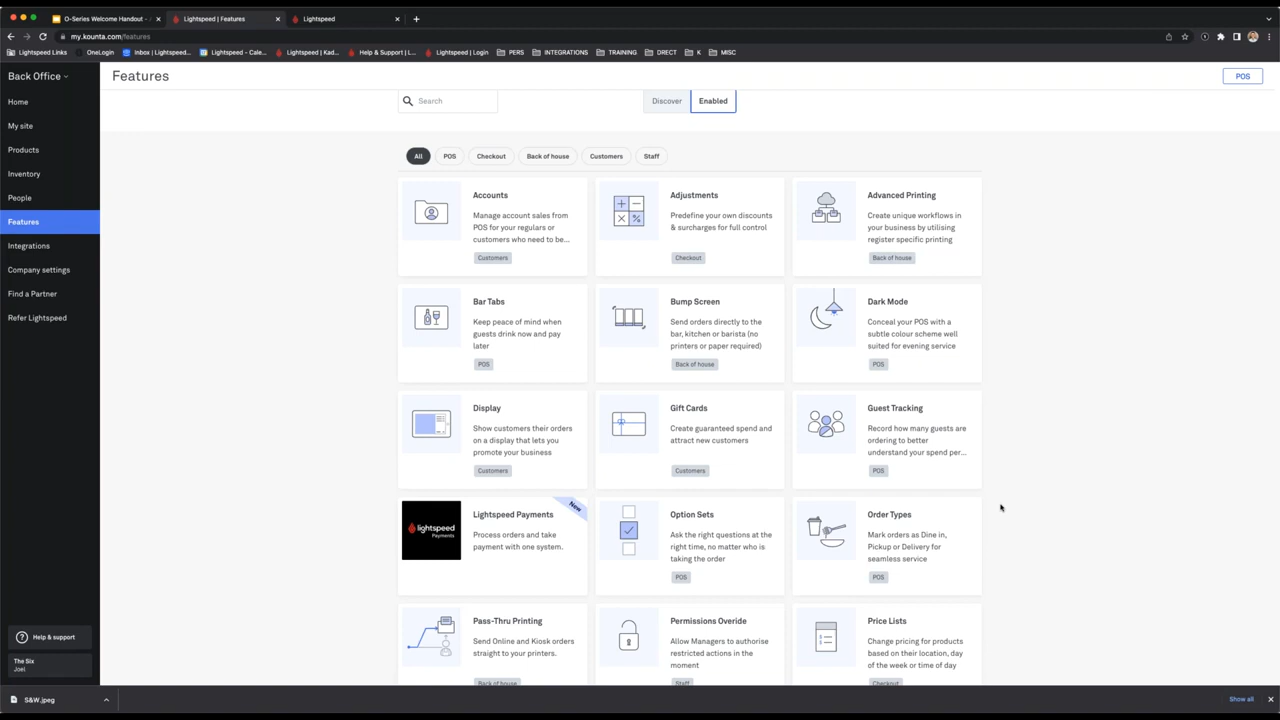 O-Series Welcome Handout - A
Lightspeed | Features
Lightspeed
my.kounta.com/features
Lightspeed Links
OneLogin
Inbox | Lightspeed...
Lightspeed - Cale...
Lightspeed | Kad...
Help & Support | L...
Lightspeed | Login
PERS
INTEGRATIONS
TRAINING
DRECT
K
MISC
Back Office
Features
POS
Home
My site
Products
Inventory
People
Features
Integrations
Company settings
Find a Partner
Refer Lightspeed
Help & support
The Six
Joel
Search
Discover
Enabled
All
POS
Checkout
Back of house
Customers
Staff
Accounts
Manage account sales from
POS for your regulars or
customers who need to be...
Customers
Adjustments
Predefine your own discounts
& surcharges for full control
Checkout
Advanced Printing
Create unique workflows in
your business by utilising
register specific printing
Back of house
Bar Tabs
Keep peace of mind when
guests drink now and pay
later
POS
Bump Screen
Send orders directly to the
bar, kitchen or barista (no
printers or paper required)
Back of house
Dark Mode
Conceal your POS with a
subtle colour scheme well
suited for evening service
POS
Display
Show customers their orders
on a display that lets you
promote your business
Customers
Gift Cards
Create guaranteed spend and
attract new customers
Customers
Guest Tracking
Record how many guests are
ordering to better
understand your spend per...
POS
lightspeed
Payments
New
Lightspeed Payments
Process orders and take
payment with one system.
Option Sets
Ask the right questions at the
right time, no matter who is
taking the order
POS
Order Types
Mark orders as Dine in,
Pickup or Delivery for
seamless service
POS
Pass-Thru Printing
Send Online and Kiosk orders
straight to your printers.
Back of house
Permissions Overide
Allow Managers to authorise
restricted actions in the
moment
Staff
Price Lists
Change pricing for products
based on their location, day
of the week or time of day
Checkout
S&W.jpeg
Show all